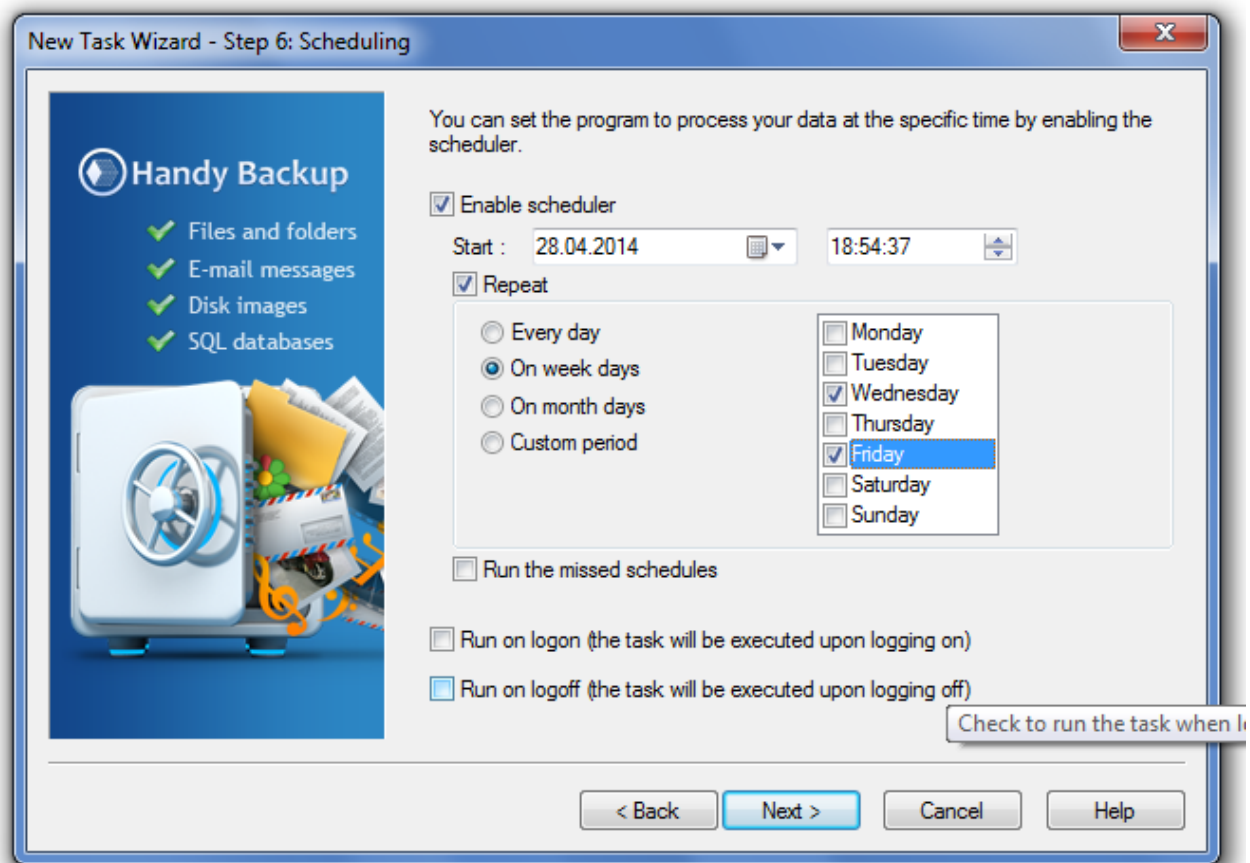 New Task Wizard - Step 6: Scheduling
Handy Backup
Files and folders
E-mail messages
Disk images
SQL databases
You can set the program to process your data at the specific time by enabling the
scheduler.
Enable scheduler
Start : 28.04.2014 18:54:37
Repeat
Every day
On week days
On month days
Custom period
Monday
Tuesday
Wednesday
Thursday
Friday
Saturday
Sunday
Run the missed schedules
Run on logon (the task will be executed upon logging on)
Run on logoff (the task will be executed upon logging off)
Check to run the task when
< Back Next > Cancel Help